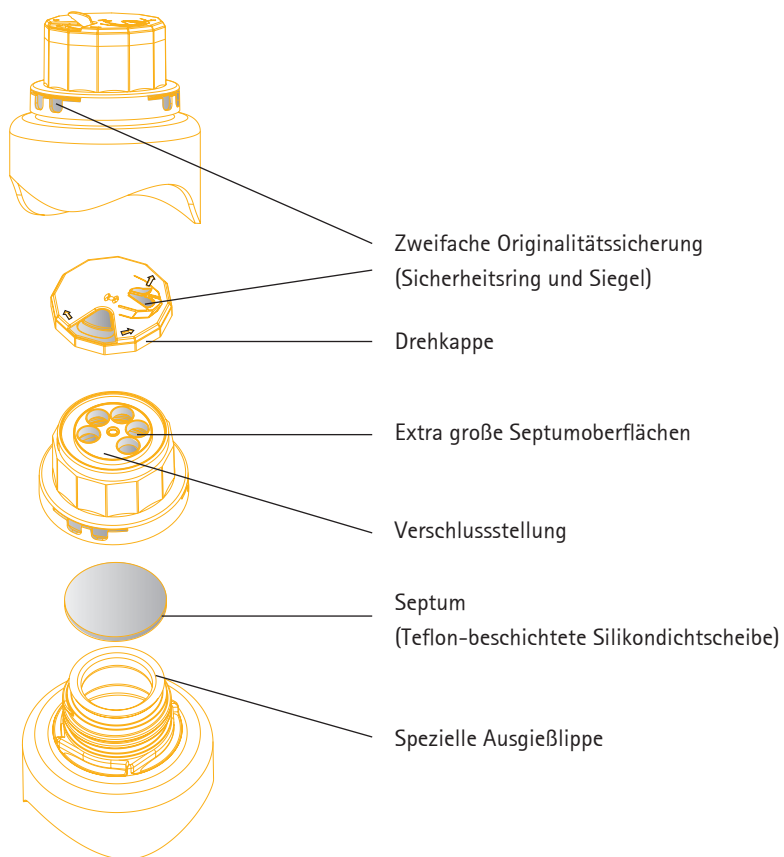 Zweifache Originalitätssicherung
(Sicherheitsring und Siegel)
Drehkappe
Extra große Septumoberflächen
Verschlussstellung
Septum
(Teflon-beschichtete Silikondichtscheibe)
Spezielle Ausgießlippe